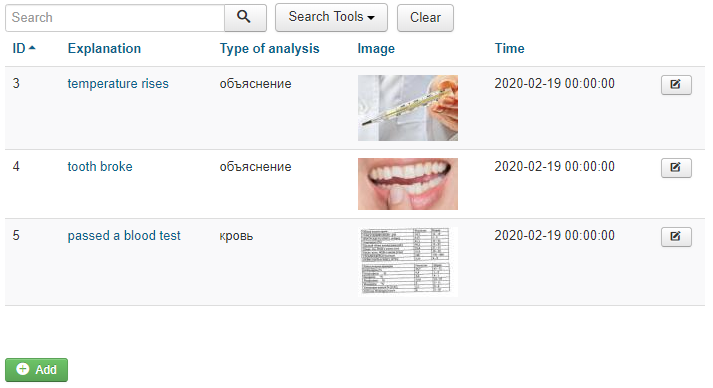 Search
Search Tools
Clear
ID Explanation Type of analysis Image Time
3 temperature rises объяснение 2020-02-19 00:00:00
4 tooth broke объяснение 2020-02-19 00:00:00
5 passed a blood test кровь 2020-02-19 00:00:00
Add